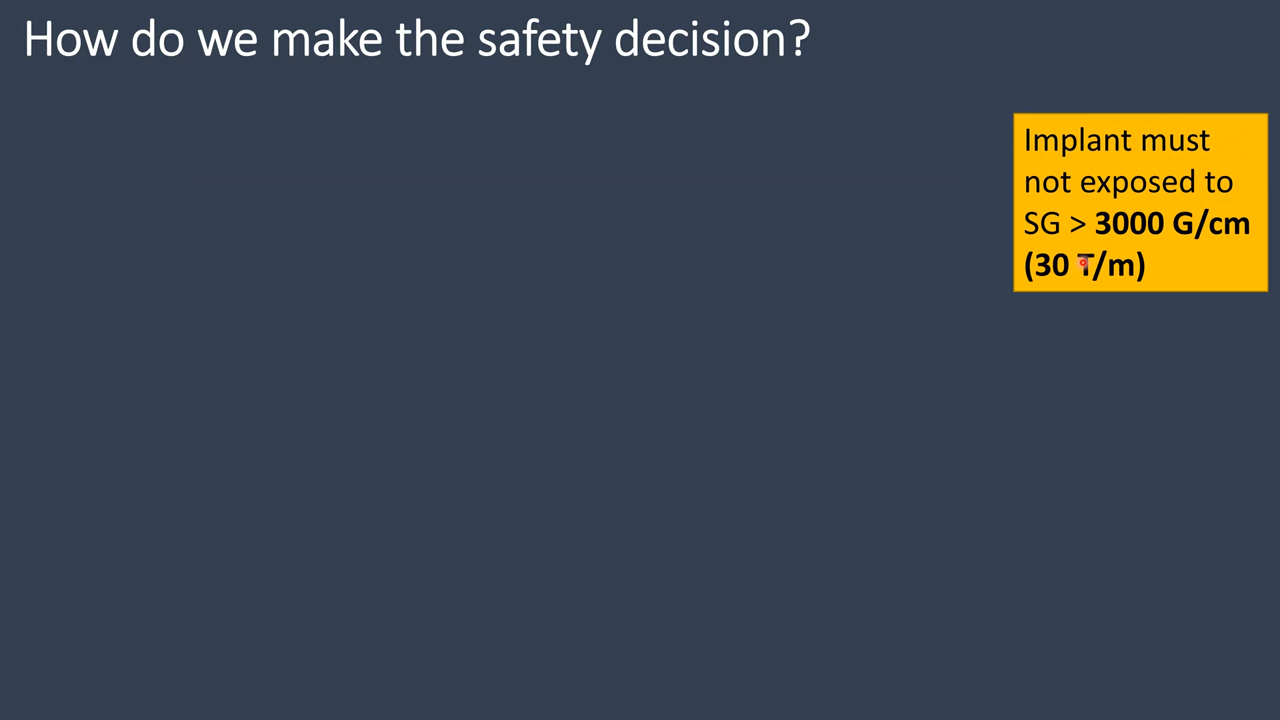 How do we make the safety decision?
Implant must
not exposed to
SG > 3000 G/cm
(30 T/m)